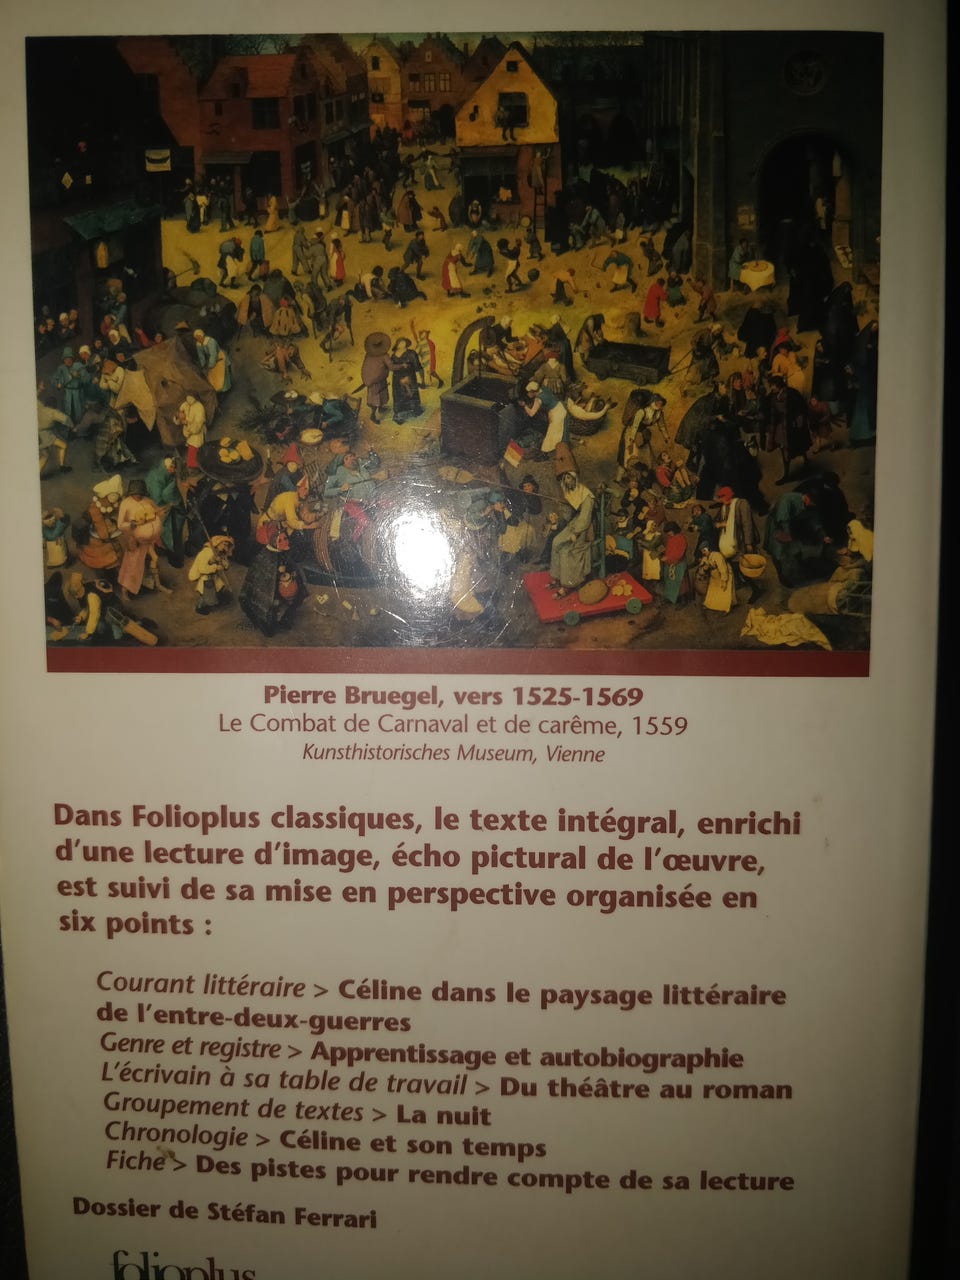 Pierre Bruegel, vers 1525-1569
Le Combat de Carnaval et de carême, 1559
Kunsthistorisches Museum, Vienne
Dans Folioplus classiques, le texte intégral, enrichi
d'une lecture d'image, écho pictural de l'œuvre,
est suivi de sa mise en perspective organisée en
six points :
Courant littéraire > Céline dans le paysage littéraire
de l'entre-deux-guerres
Genre et registre > Apprentissage et autobiographie
L'écrivain à sa table de travail > Du théâtre au roman
Groupement de textes > La nuit
Chronologie > Céline et son temps
Fiche > Des pistes pour rendre compte de sa lecture
Dossier de Stéfan Ferrari
folioplus